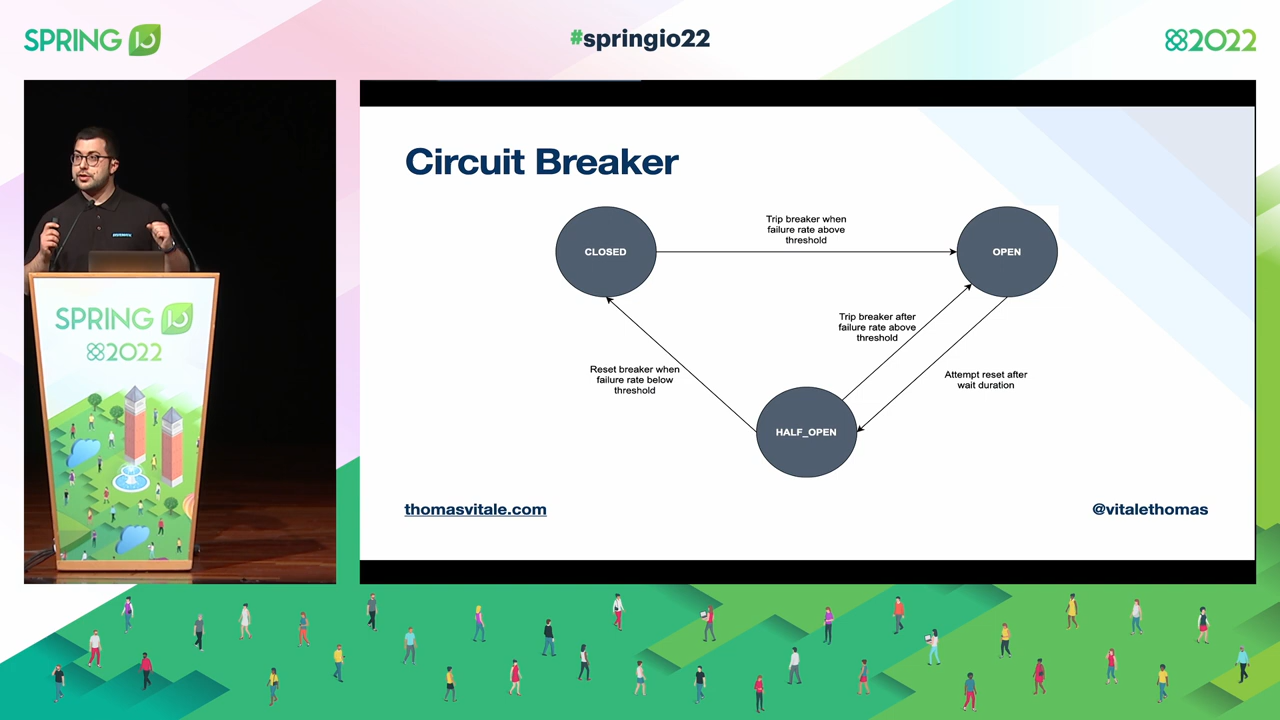 SPRING IO
#springio22
2022
SPRING IO
2022
Circuit Breaker
CLOSED
Trip breaker when
failure rate above
threshold
OPEN
Trip breaker after
failure rate above
threshold
Reset breaker when
failure rate below
threshold
Attempt reset after
wait duration
HALF_OPEN
thomasvitale.com
@vitalethomas